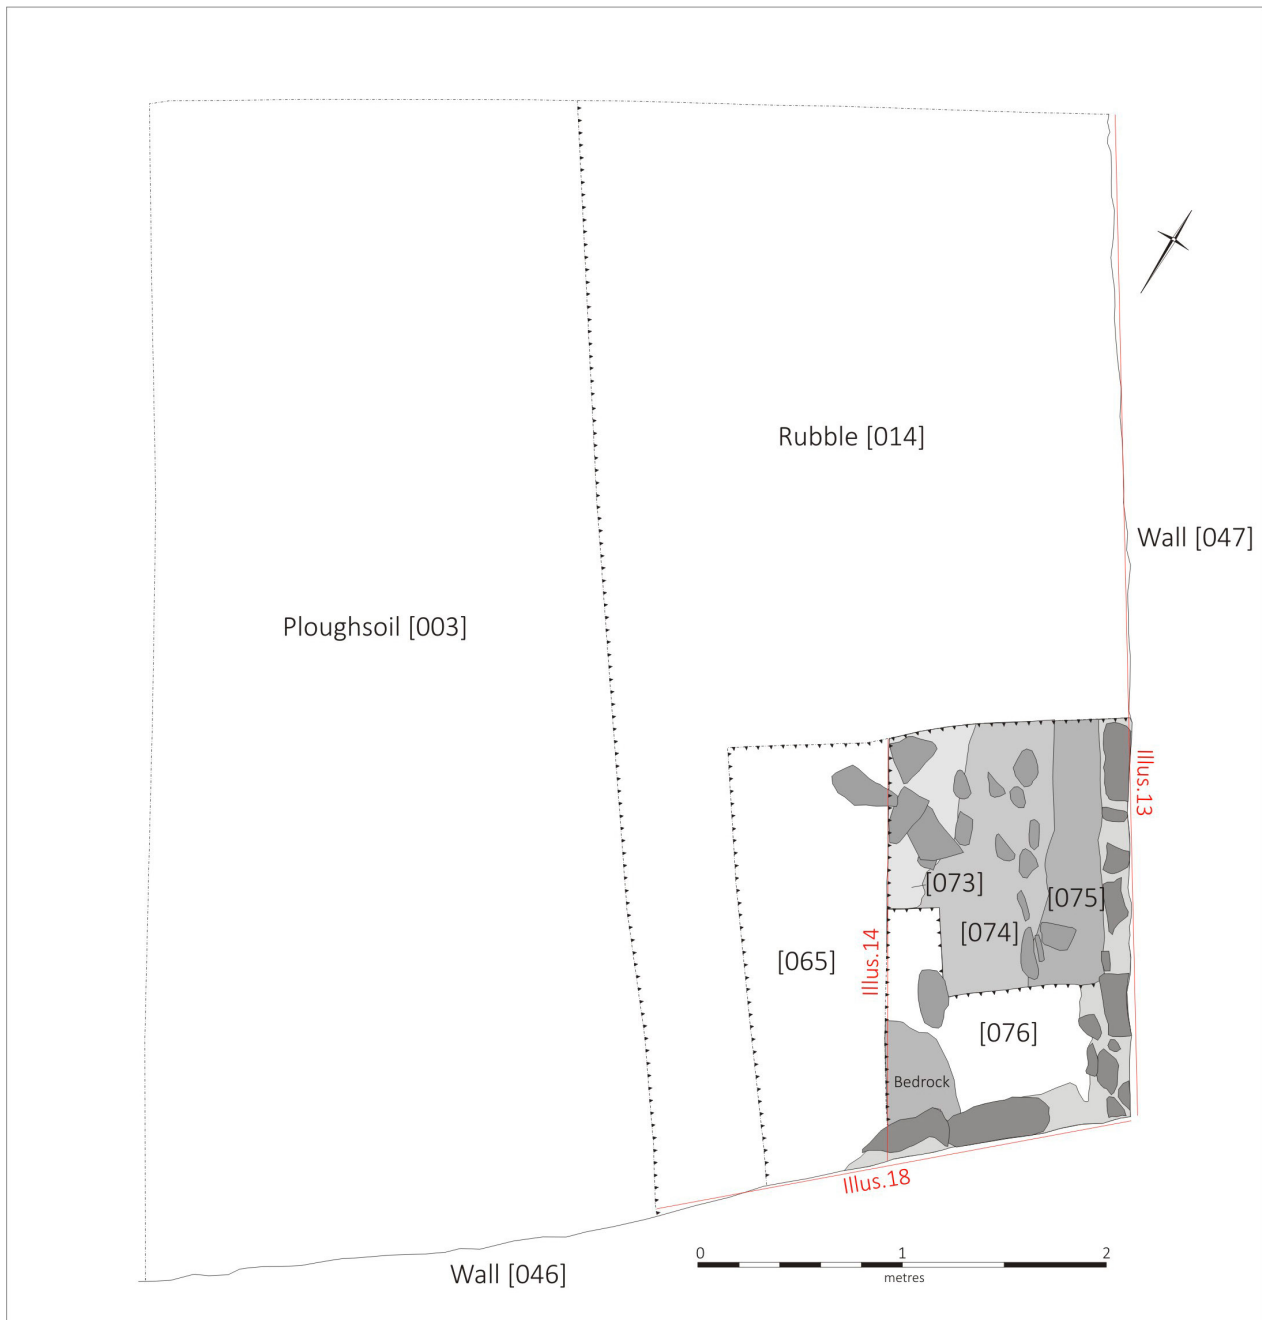 Rubble [014]
Wall [047]
Ploughsoil [003]
Illus.13
[073]
[075]
[074]
Illus.14
[065]
[076]
Bedrock
Illus.18
Wall [046]
0 1 2
metres